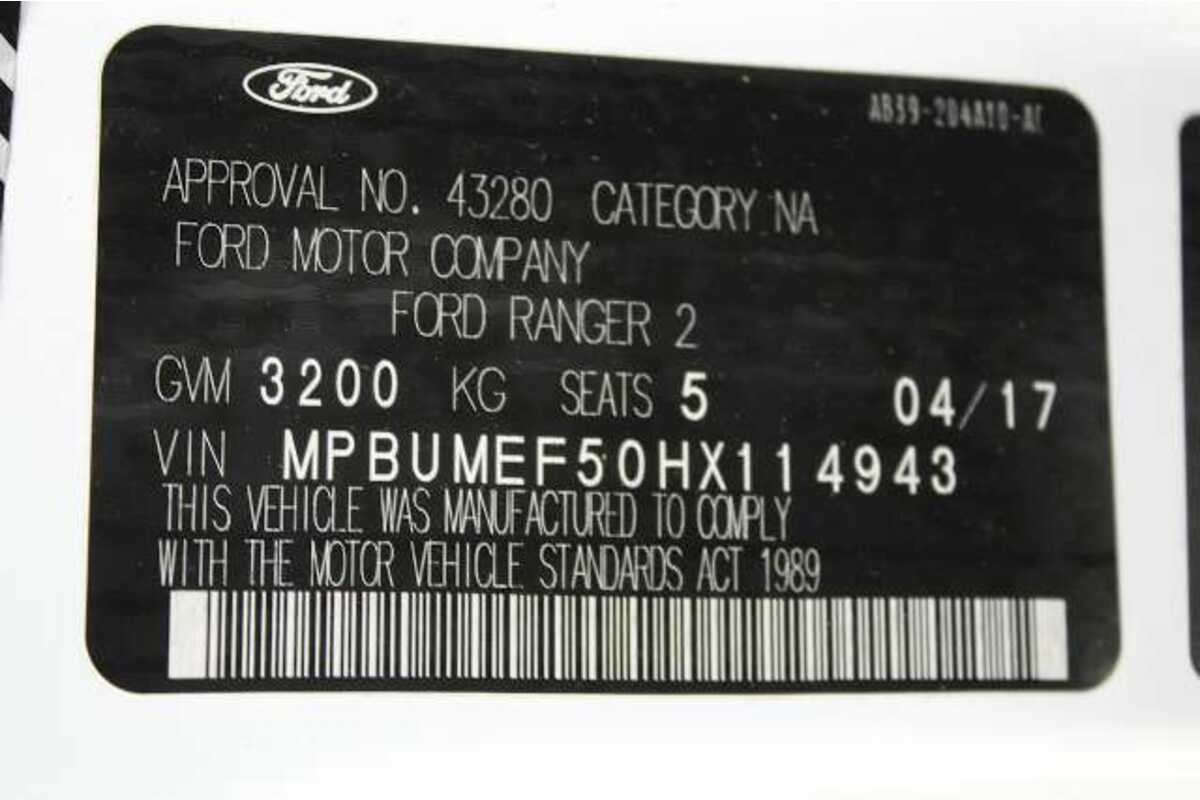 Ford
AB39-204A10-AE
APPROVAL NO. 43280 CATEGORY NA
FORD MOTOR COMPANY
FORD RANGER 2
GVM 3200 KG SEATS 5 04/17
VIN MPBUMEF50HX114943
THIS VEHICLE WAS MANUFACTURED TO COMPLY
WITH THE MOTOR VEHICLE STANDARDS ACT 1989